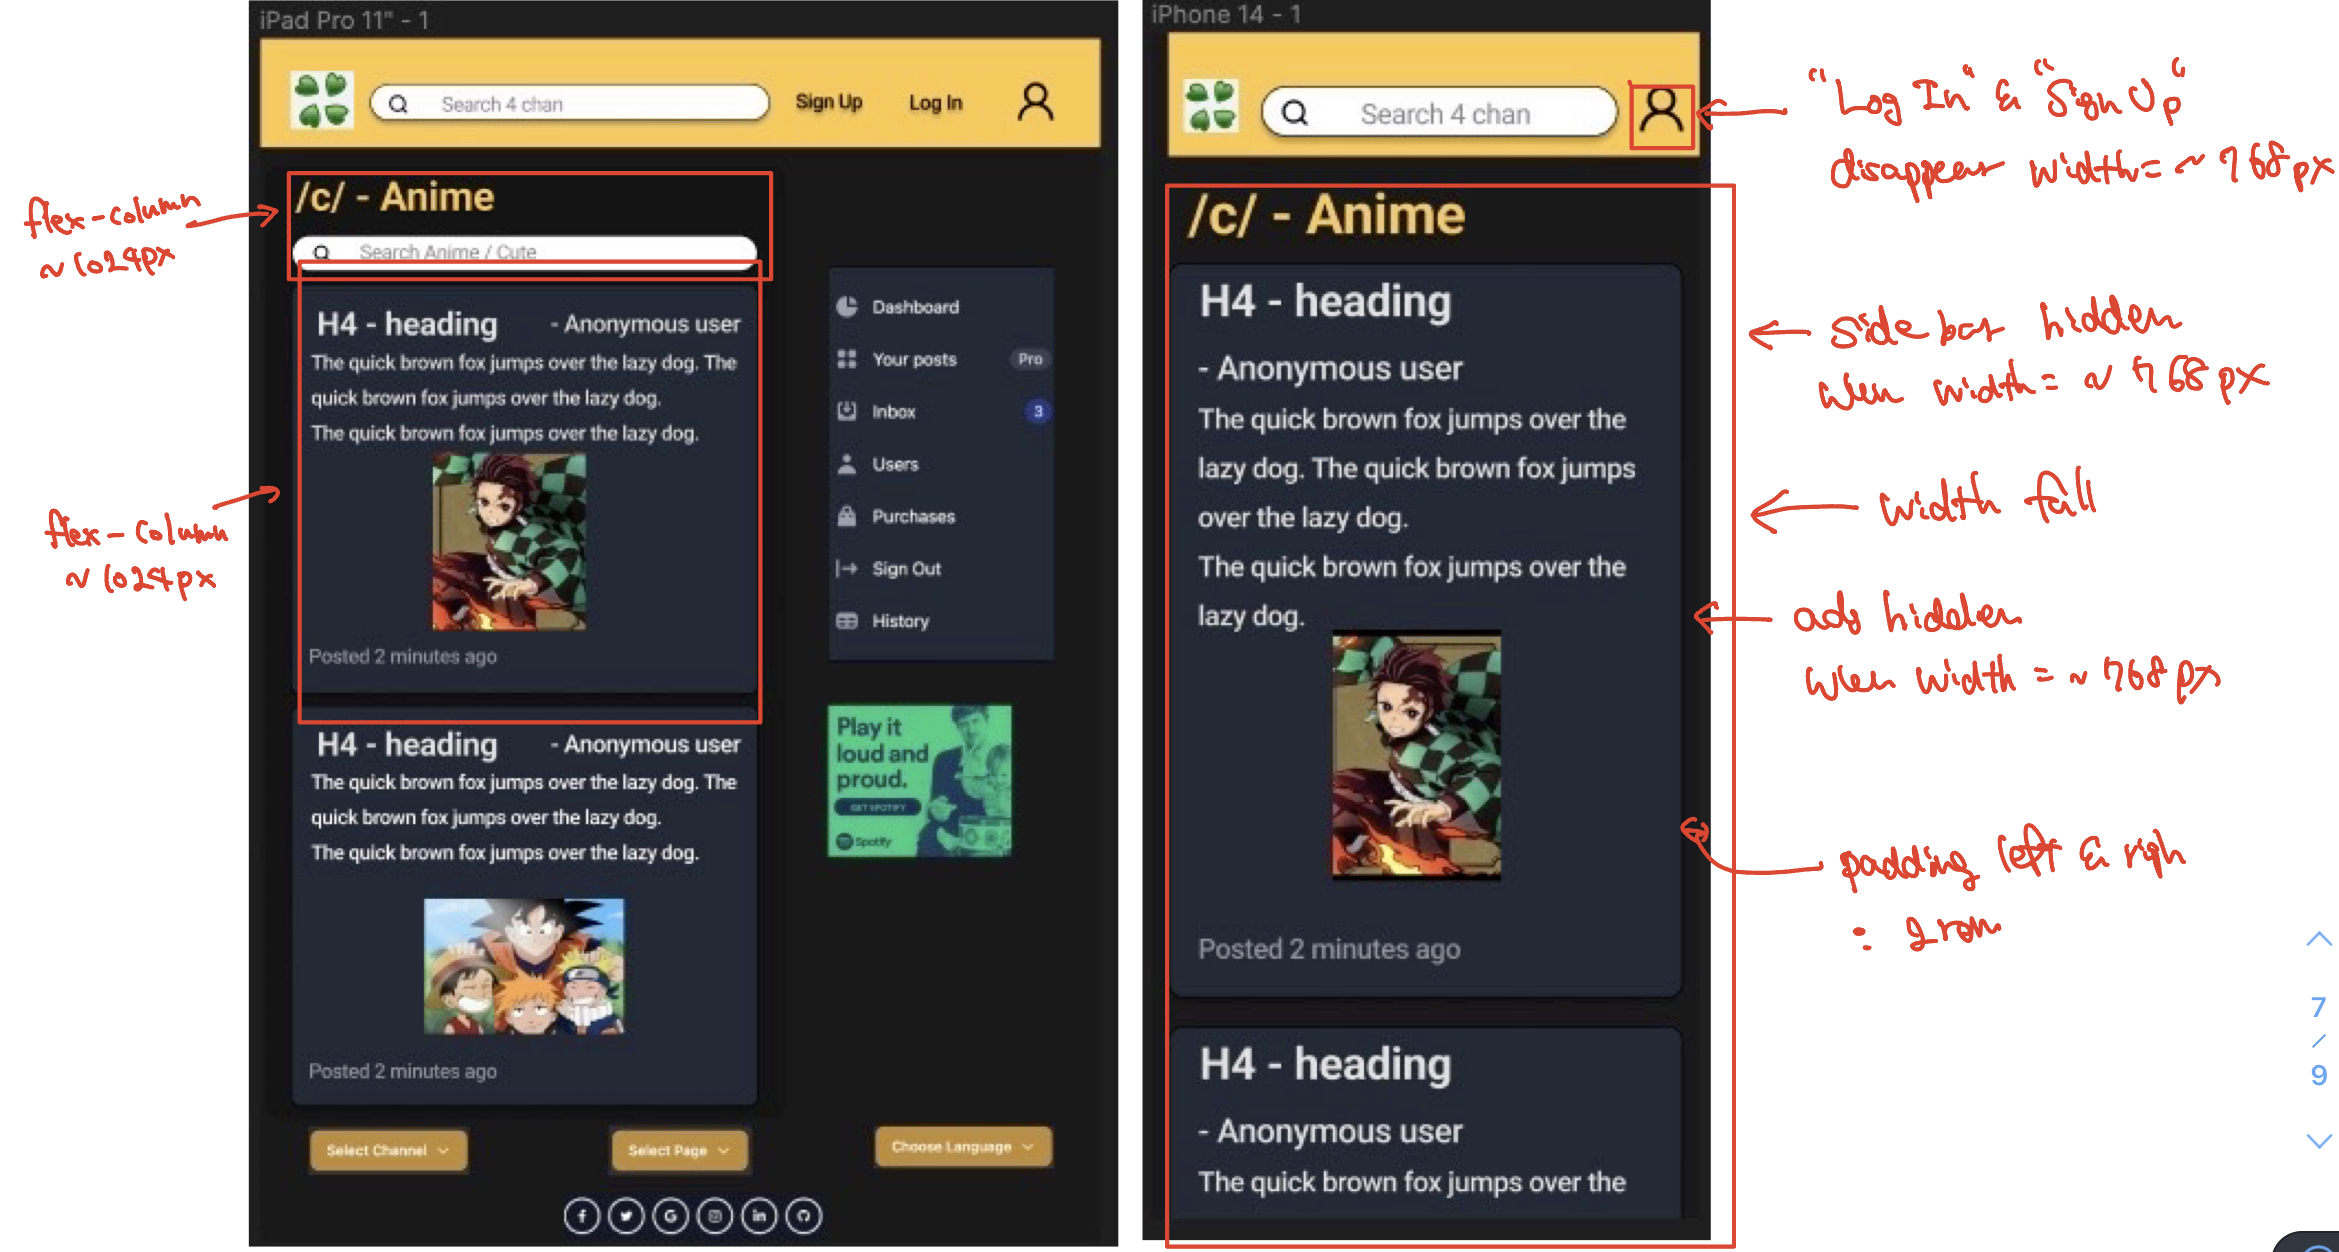 iPad Pro 11" - 1
Search 4 chan
Sign Up
Log In
/c/ - Anime
Search Anime / Cute
flex-column
~ 1024px
H4 - heading
- Anonymous user
The quick brown fox jumps over the lazy dog. The
quick brown fox jumps over the lazy dog.
The quick brown fox jumps over the lazy dog.
Posted 2 minutes ago
flex-column
~ 1024px
H4 - heading
- Anonymous user
The quick brown fox jumps over the lazy dog. The
quick brown fox jumps over the lazy dog.
The quick brown fox jumps over the lazy dog.
Posted 2 minutes ago
Dashboard
Your posts
Pro
Inbox
3
Users
Purchases
Sign Out
History
Play it
loud and
proud.
GET SPOTIFY
Spotify
Select Channel
Select Page
Choose Language
f
G
in
iPhone 14 - 1
Search 4 chan
/c/ - Anime
H4 - heading
- Anonymous user
The quick brown fox jumps over the
lazy dog. The quick brown fox jumps
over the lazy dog.
The quick brown fox jumps over the
lazy dog.
Posted 2 minutes ago
H4 - heading
- Anonymous user
The quick brown fox jumps over the
"Log In" & "Sign Up"
disappear width = ~ 768px
side bar hidden
when width = ~ 768px
width full
ads hidden
when width = ~ 768px
padding left & righ
= 2rem
7
/
9